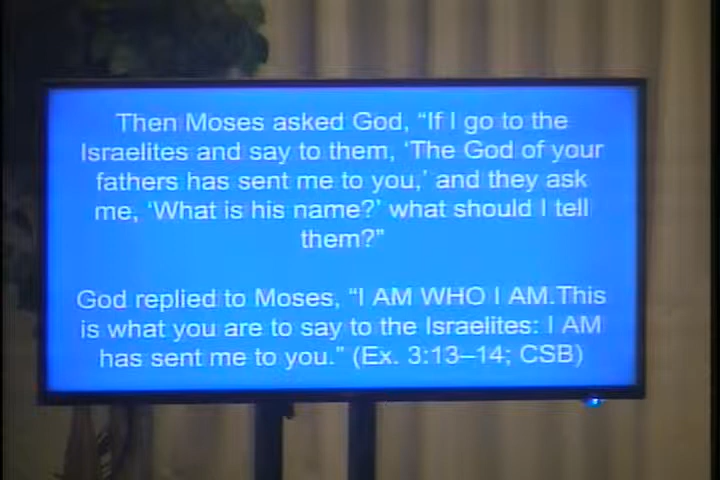 Then Moses asked God, “If I go to the
Israelites and say to them, ‘The God of your
fathers has sent me to you,’ and they ask
me, ‘What is his name?’ what should I tell
them?”
God replied to Moses, “I AM WHO I AM.This
is what you are to say to the Israelites: I AM
has sent me to you.” (Ex. 3:13–14; CSB)